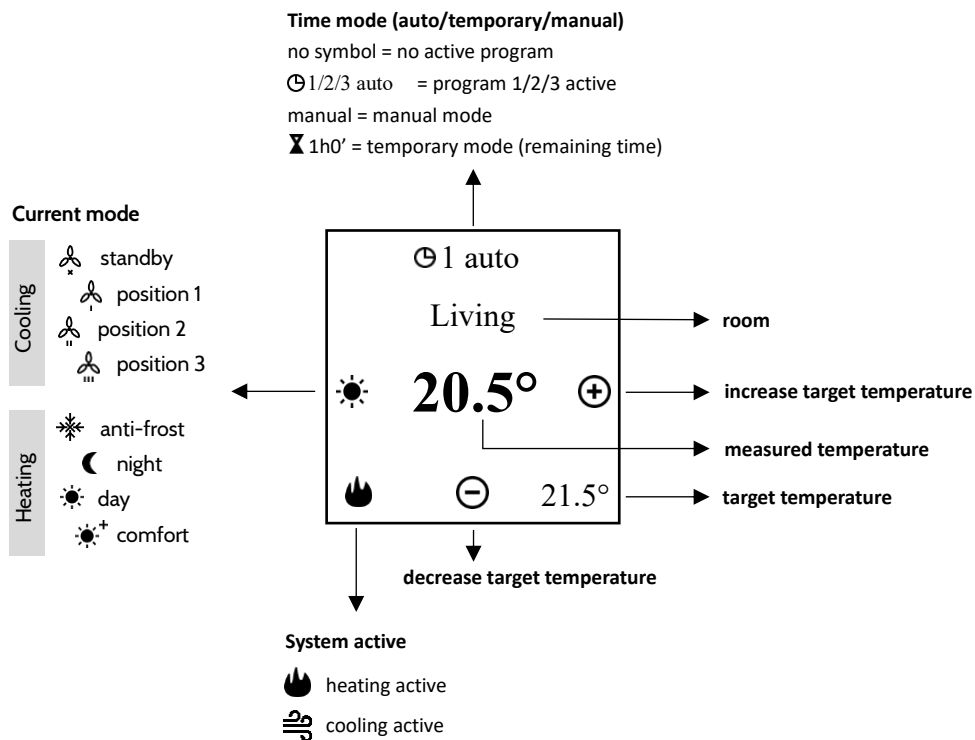 Time mode (auto/temporary/manual)
no symbol = no active program
1/2/3 auto = program 1/2/3 active
manual = manual mode
1h0’ = temporary mode (remaining time)
Current mode
Cooling
standby
position 1
position 2
position 3
Heating
anti-frost
night
day
comfort
1 auto
Living
20.5°
21.5°
room
increase target temperature
measured temperature
target temperature
decrease target temperature
System active
heating active
cooling active